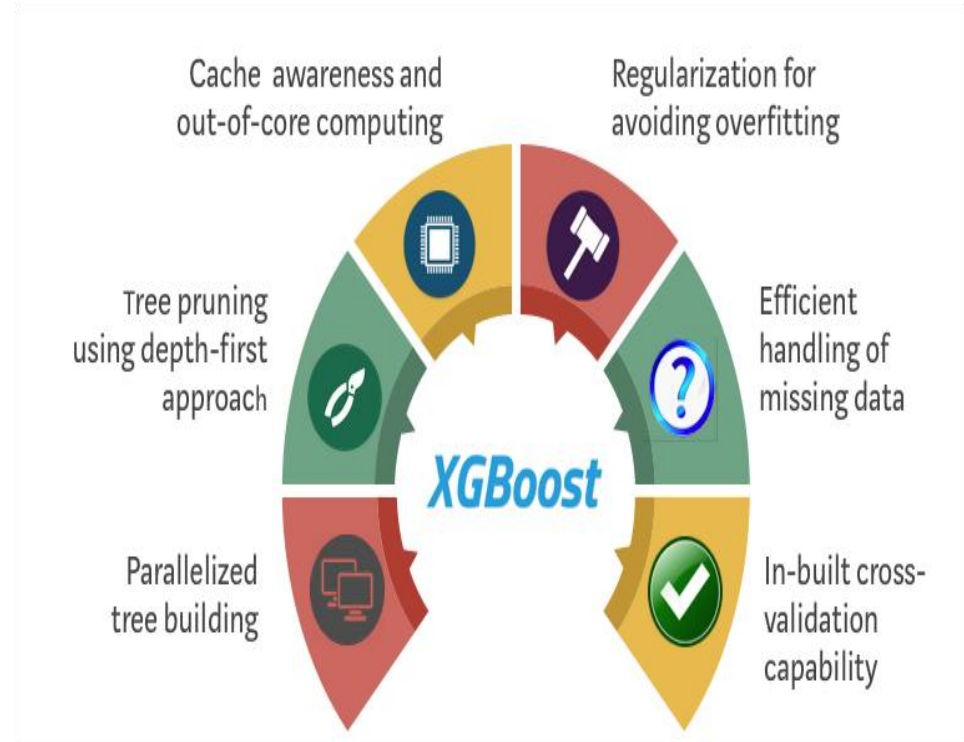 Cache awareness and
out-of-core computing
Regularization for
avoiding overfitting
Tree pruning
using depth-first
approach
Efficient
handling of
missing data
XGBoost
Parallelized
tree building
In-built cross-
validation
capability